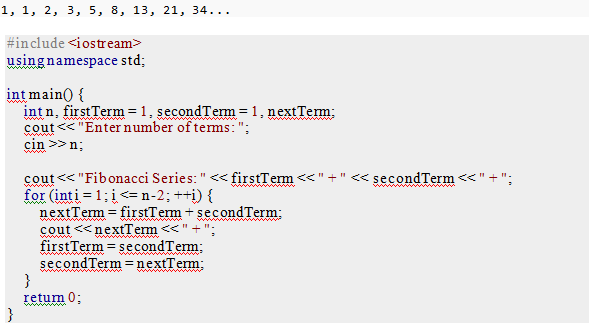 1, 1, 2, 3, 5, 8, 13, 21, 34...
#include <iostream>
using namespace std;
int main() {
int n, firstTerm = 1, secondTerm = 1, nextTerm;
cout << "Enter number of terms: ";
cin >> n;
cout << "Fibonacci Series: " << firstTerm << " + " << secondTerm << " + ";
for (int i = 1; i <= n-2; ++i) {
nextTerm = firstTerm + secondTerm;
cout << nextTerm << " + ";
firstTerm = secondTerm;
secondTerm = nextTerm;
}
return 0;
}